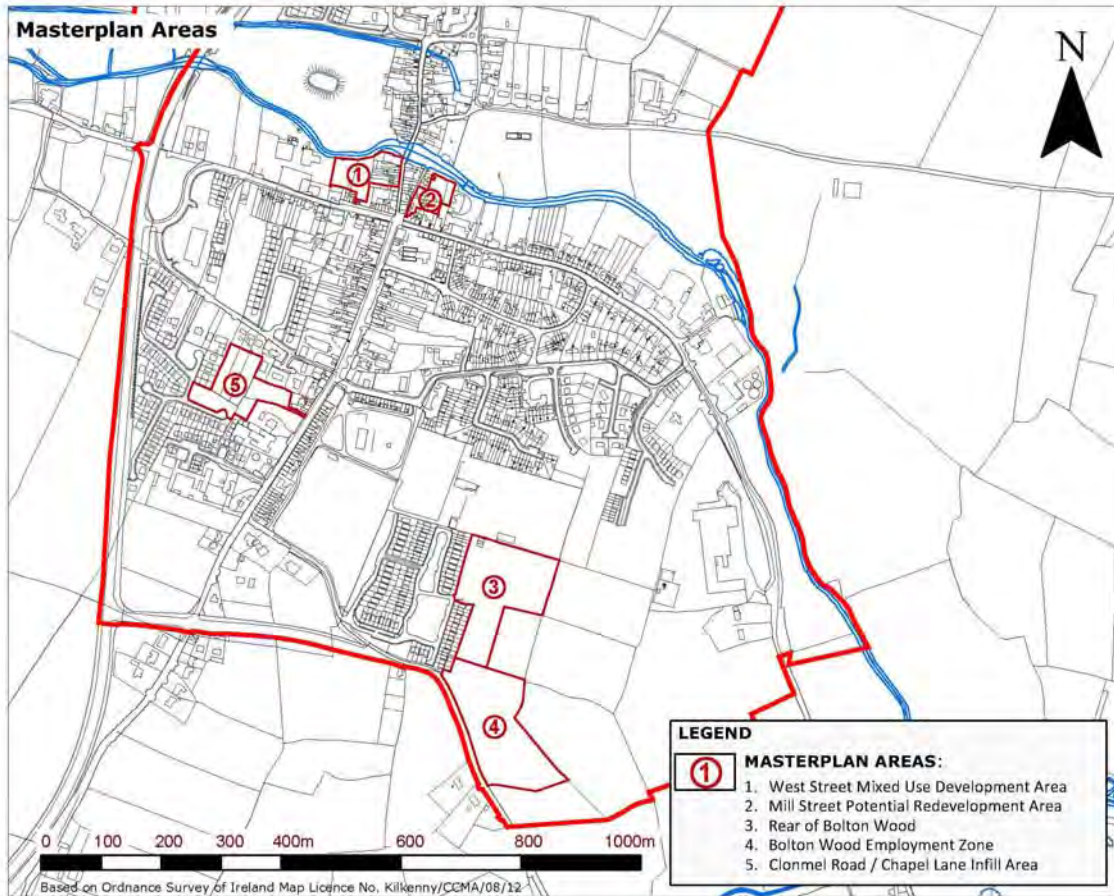 Masterplan Areas
N
1
2
5
3
4
LEGEND
1
MASTERPLAN AREAS:
1. West Street Mixed Use Development Area
2. Mill Street Potential Redevelopment Area
3. Rear of Bolton Wood
4. Bolton Wood Employment Zone
5. Clonmel Road / Chapel Lane Infill Area
0 100 200 300 400m 600 800 1000m
Based on Ordnance Survey of Ireland Map Licence No. Kilkenny/CCMA/08/12